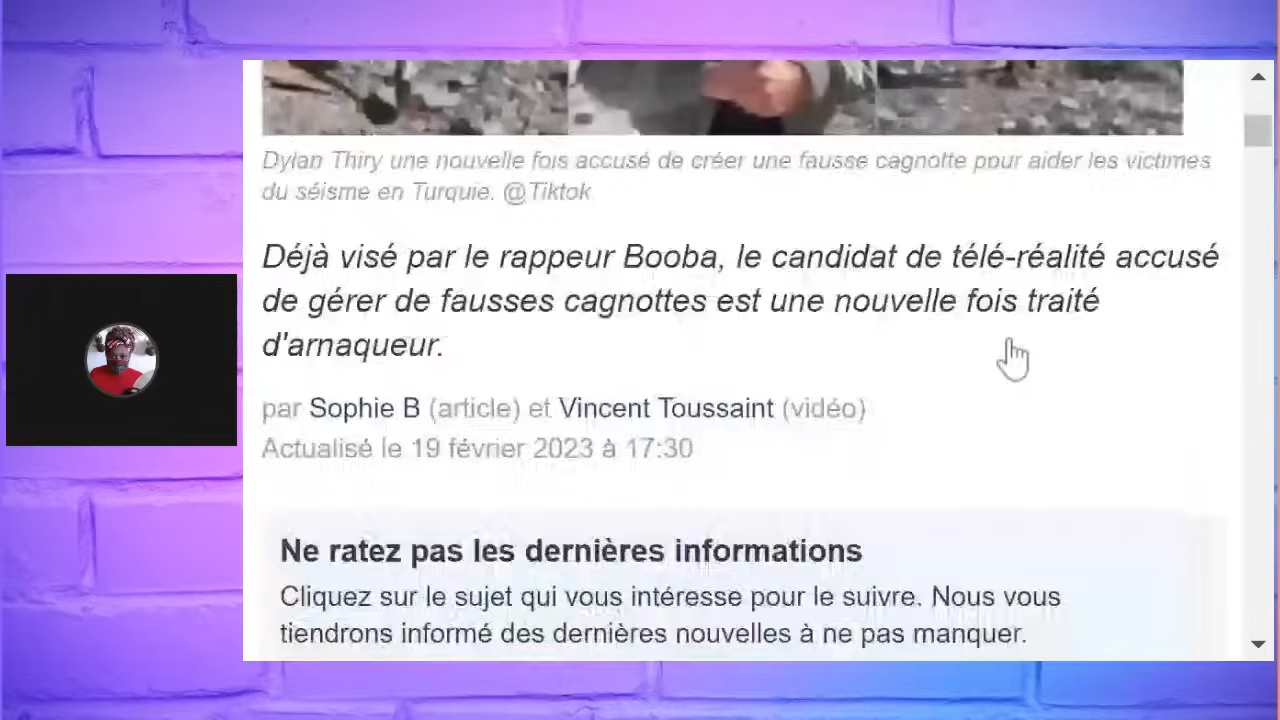 Dylan Thiry une nouvelle fois accusé de créer une fausse cagnotte pour aider les victimes
du séisme en Turquie. @Tiktok
Déjà visé par le rappeur Booba, le candidat de télé-réalité accusé
de gérer de fausses cagnottes est une nouvelle fois traité
d'arnaqueur.
par Sophie B (article) et Vincent Toussaint (vidéo)
Actualisé le 19 février 2023 à 17:30
Ne ratez pas les dernières informations
Cliquez sur le sujet qui vous intéresse pour le suivre. Nous vous
tiendrons informé des dernières nouvelles à ne pas manquer.